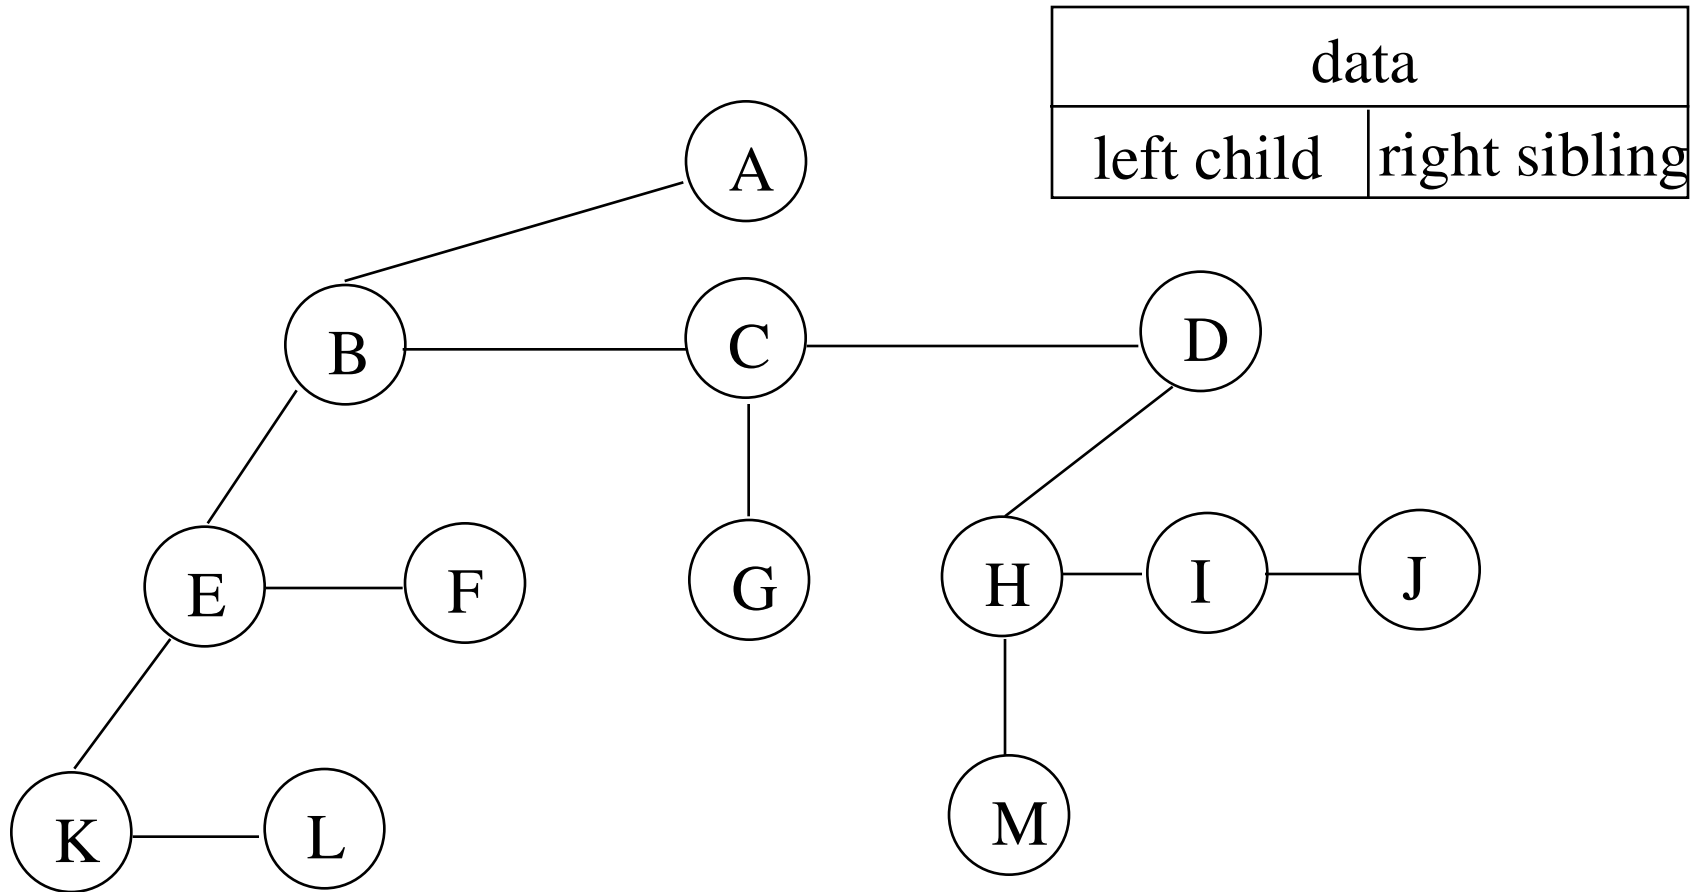 data
left child right sibling
A
B C D
E F G H I J
K L M